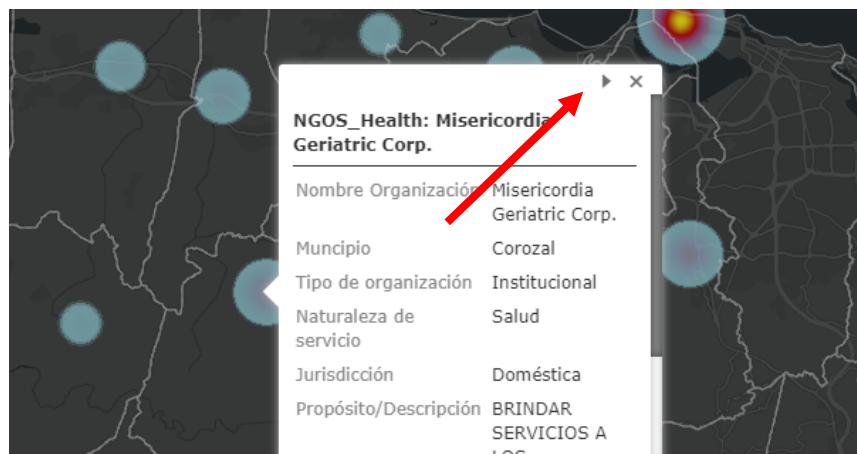 NGOS_Health: Misericordia
Geriatric Corp.
Nombre Organización Misericordia
Geriatric Corp.
Muncipio Corozal
Tipo de organización Institucional
Naturaleza de Salud
servicio
Jurisdicción Doméstica
Propósito/Descripción BRINDAR
SERVICIOS A
LOS